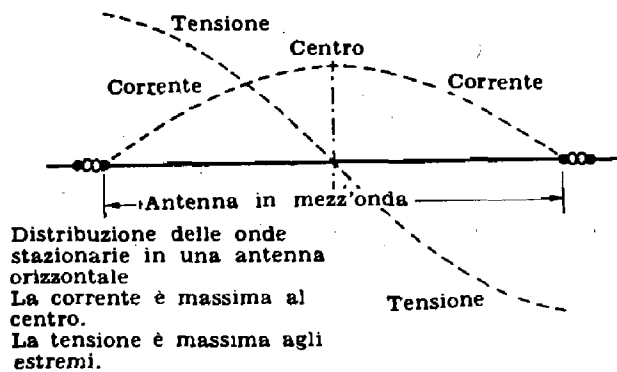 Tensione
Centro
Corrente
Corrente
Antenna in mezz'onda
Distribuzione delle onde
stazionarie in una antenna
orizzontale
La corrente è massima al
centro.
La tensione è massima agli
estremi.
Tensione